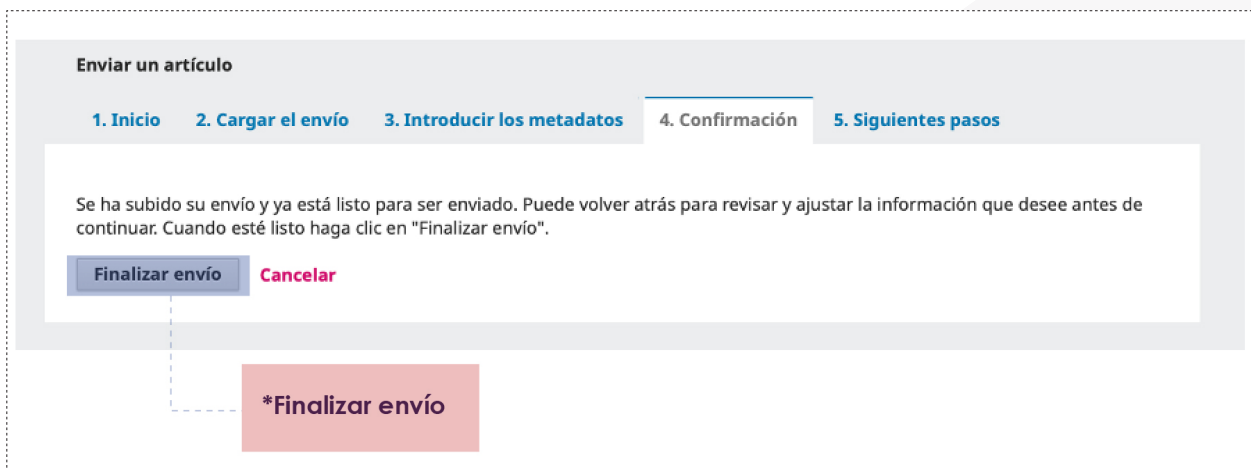 Enviar un artículo
1. Inicio 2. Cargar el envío 3. Introducir los metadatos 4. Confirmación 5. Siguientes pasos
Se ha subido su envío y ya está listo para ser enviado. Puede volver atrás para revisar y ajustar la información que desee antes de
continuar. Cuando esté listo haga clic en "Finalizar envío".
Finalizar envío Cancelar
*Finalizar envío